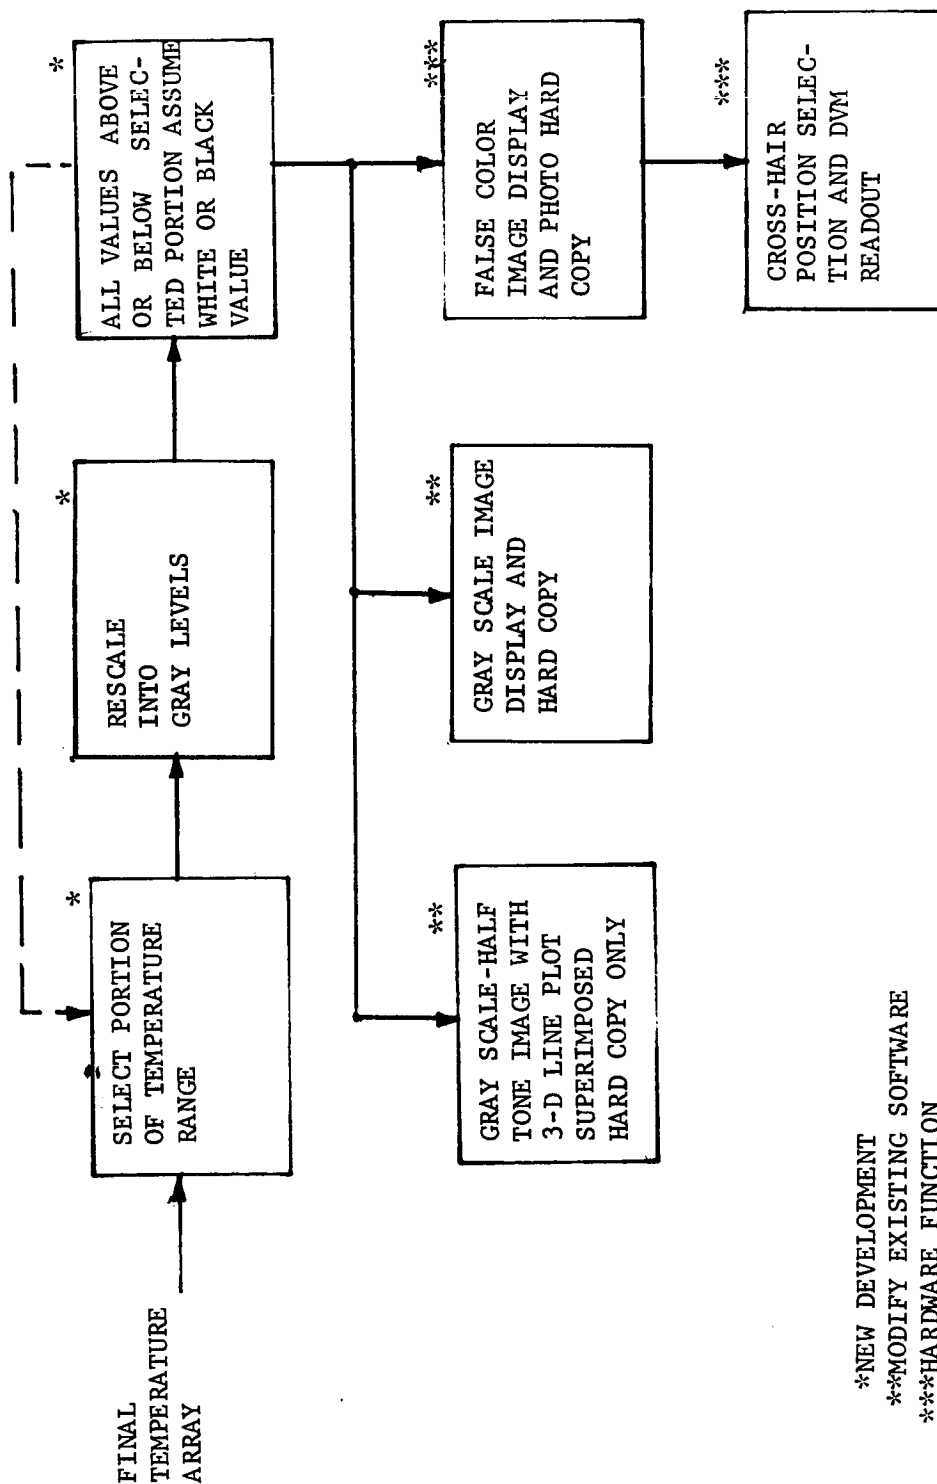 FINAL
TEMPERATURE
ARRAY
*
SELECT PORTION
OF TEMPERATURE
RANGE
*
RESCALE
INTO
GRAY LEVELS
*
ALL VALUES ABOVE
OR BELOW SELEC-
TED PORTION ASSUME
WHITE OR BLACK
VALUE
**
GRAY SCALE-HALF
TONE IMAGE WITH
3-D LINE PLOT
SUPERIMPOSED
HARD COPY ONLY
**
GRAY SCALE IMAGE
DISPLAY AND
HARD COPY
***
FALSE COLOR
IMAGE DISPLAY
AND PHOTO HARD
COPY
***
CROSS-HAIR
POSITION SELEC-
TION AND DVM
READOUT
*NEW DEVELOPMENT
**MODIFY EXISTING SOFTWARE
***HARDWARE FUNCTION